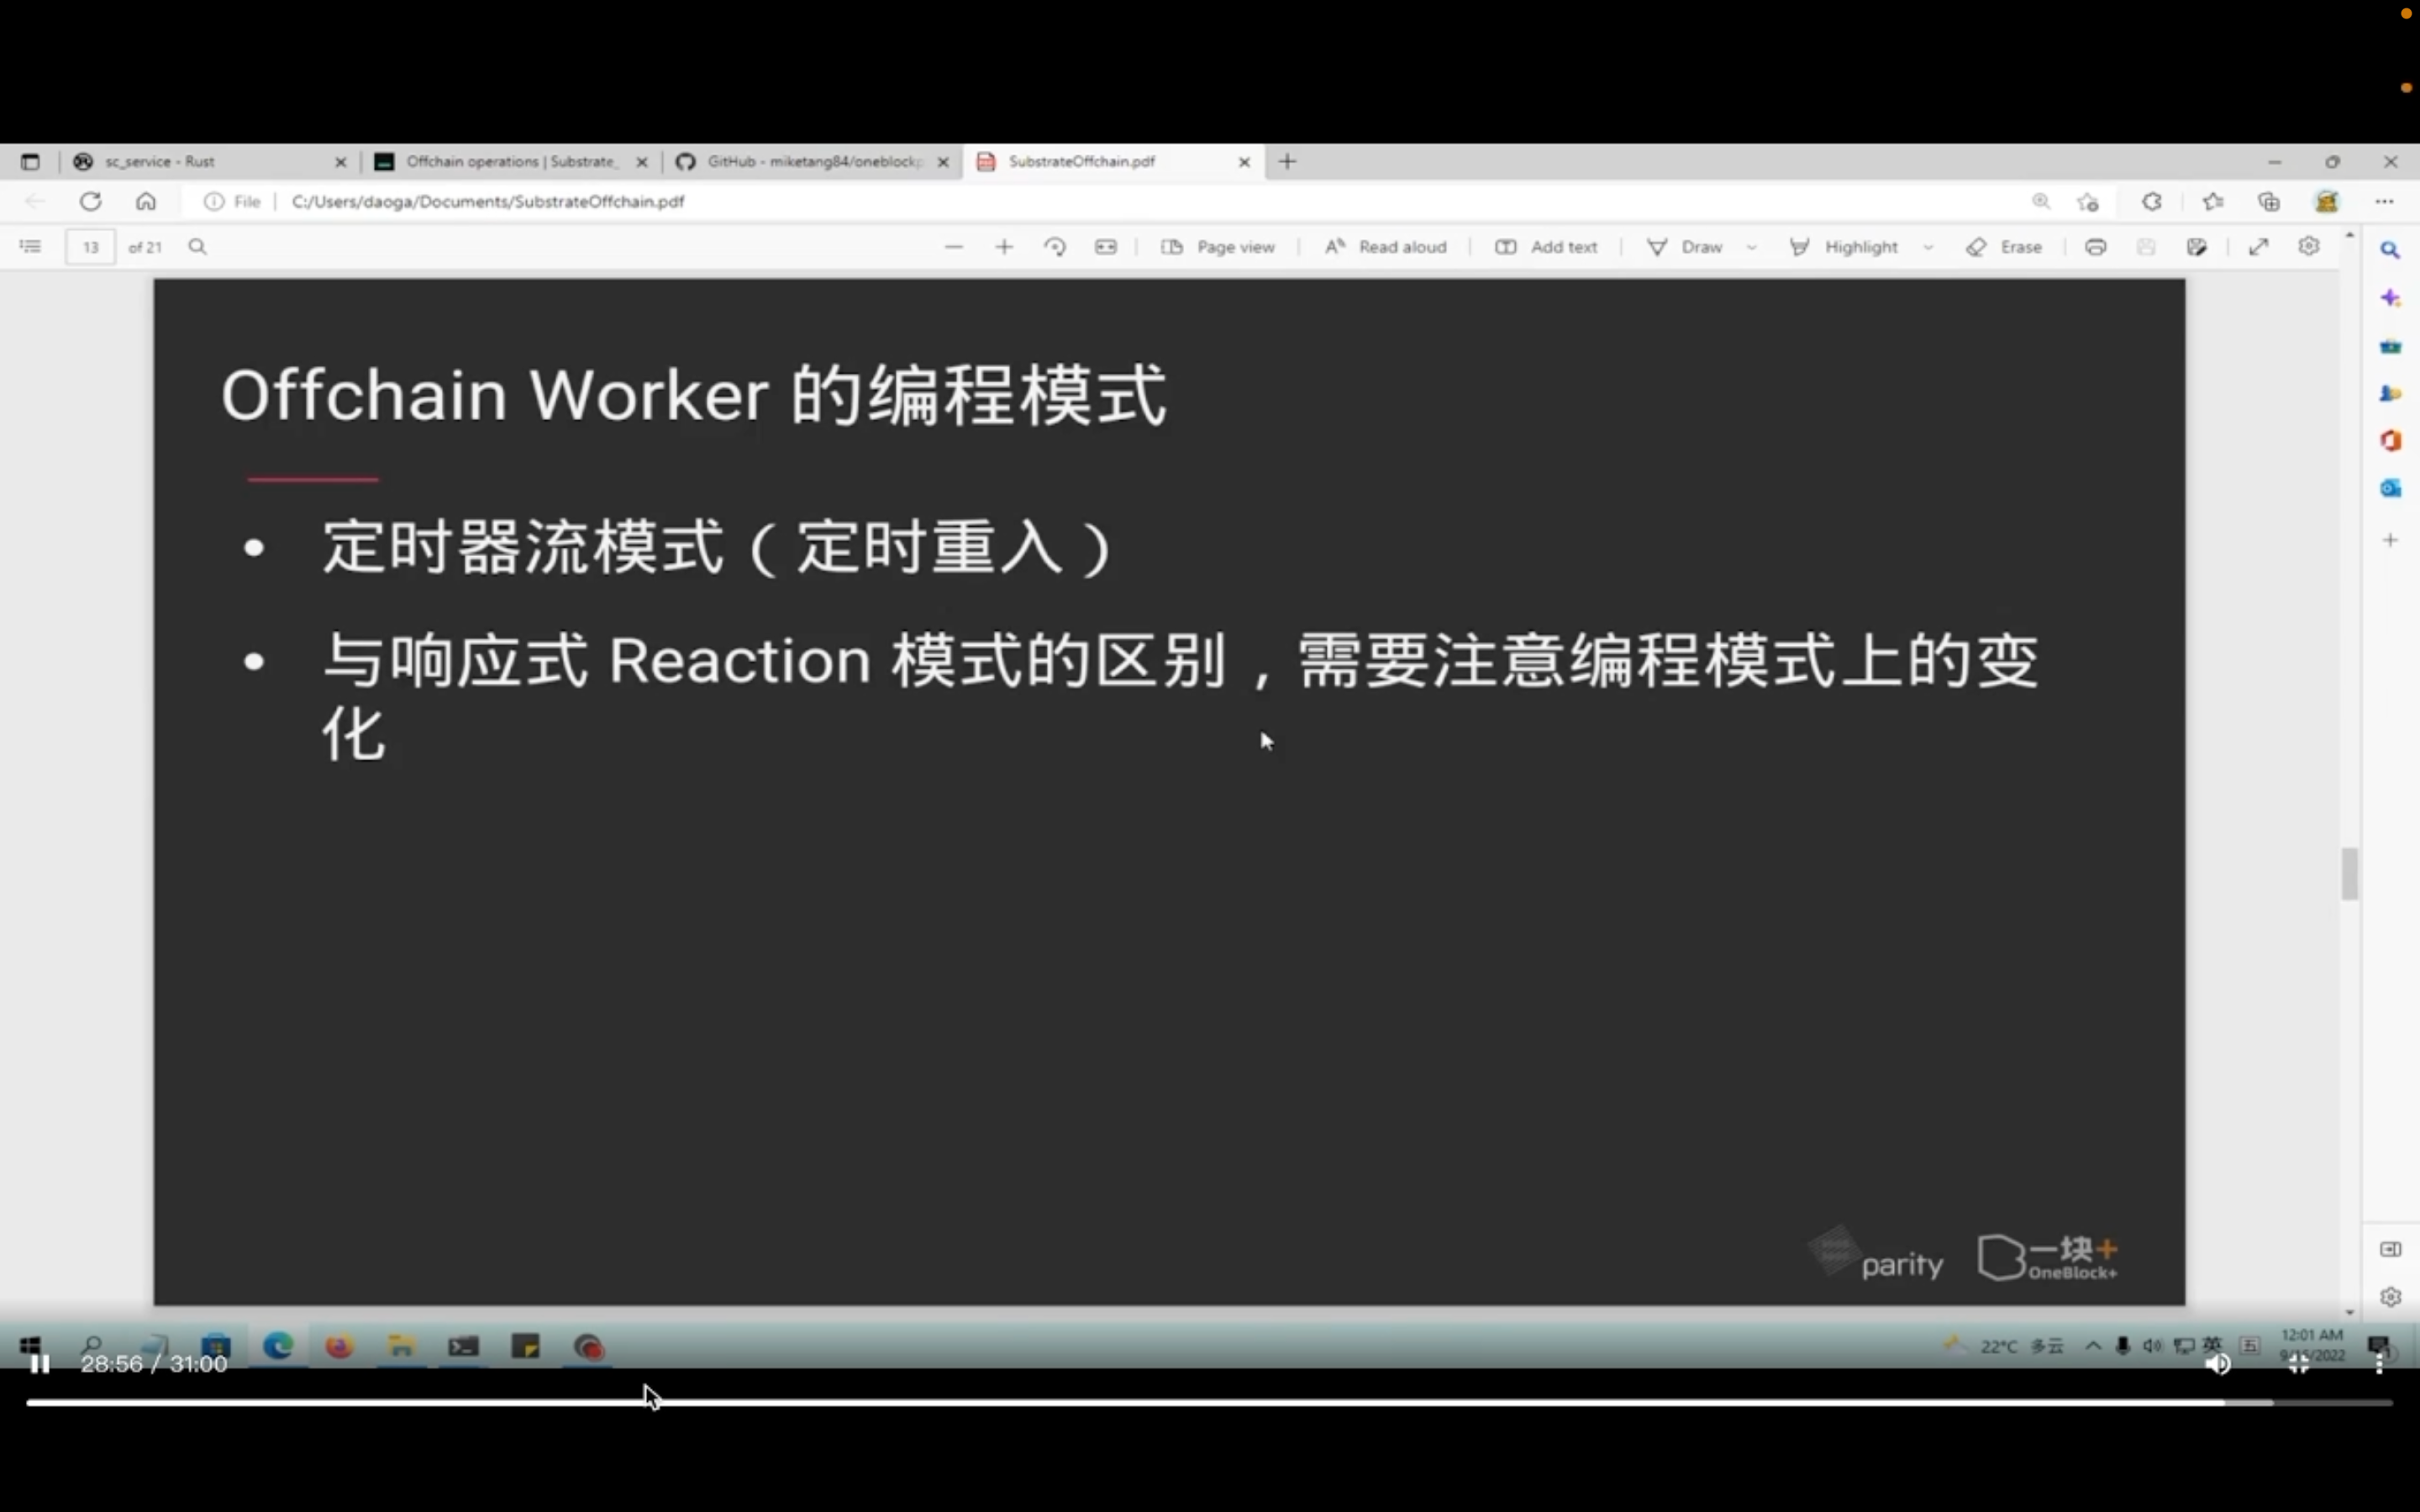 sc_service - Rust
Offchain operations | Substrate_
GitHub - miketang84/oneblockp
SubstrateOffchain.pdf
File
C:/Users/daoga/Documents/SubstrateOffchain.pdf
13 of 21
Page view
Read aloud
Add text
Draw
Highlight
Erase
Offchain Worker 的编程模式
• 定时器流模式（定时重入）
• 与响应式 Reaction 模式的区别，需要注意编程模式上的变
化
parity
一块+
OneBlock+
22°C 多云
英
五
12:01 AM
28:56 / 31:00